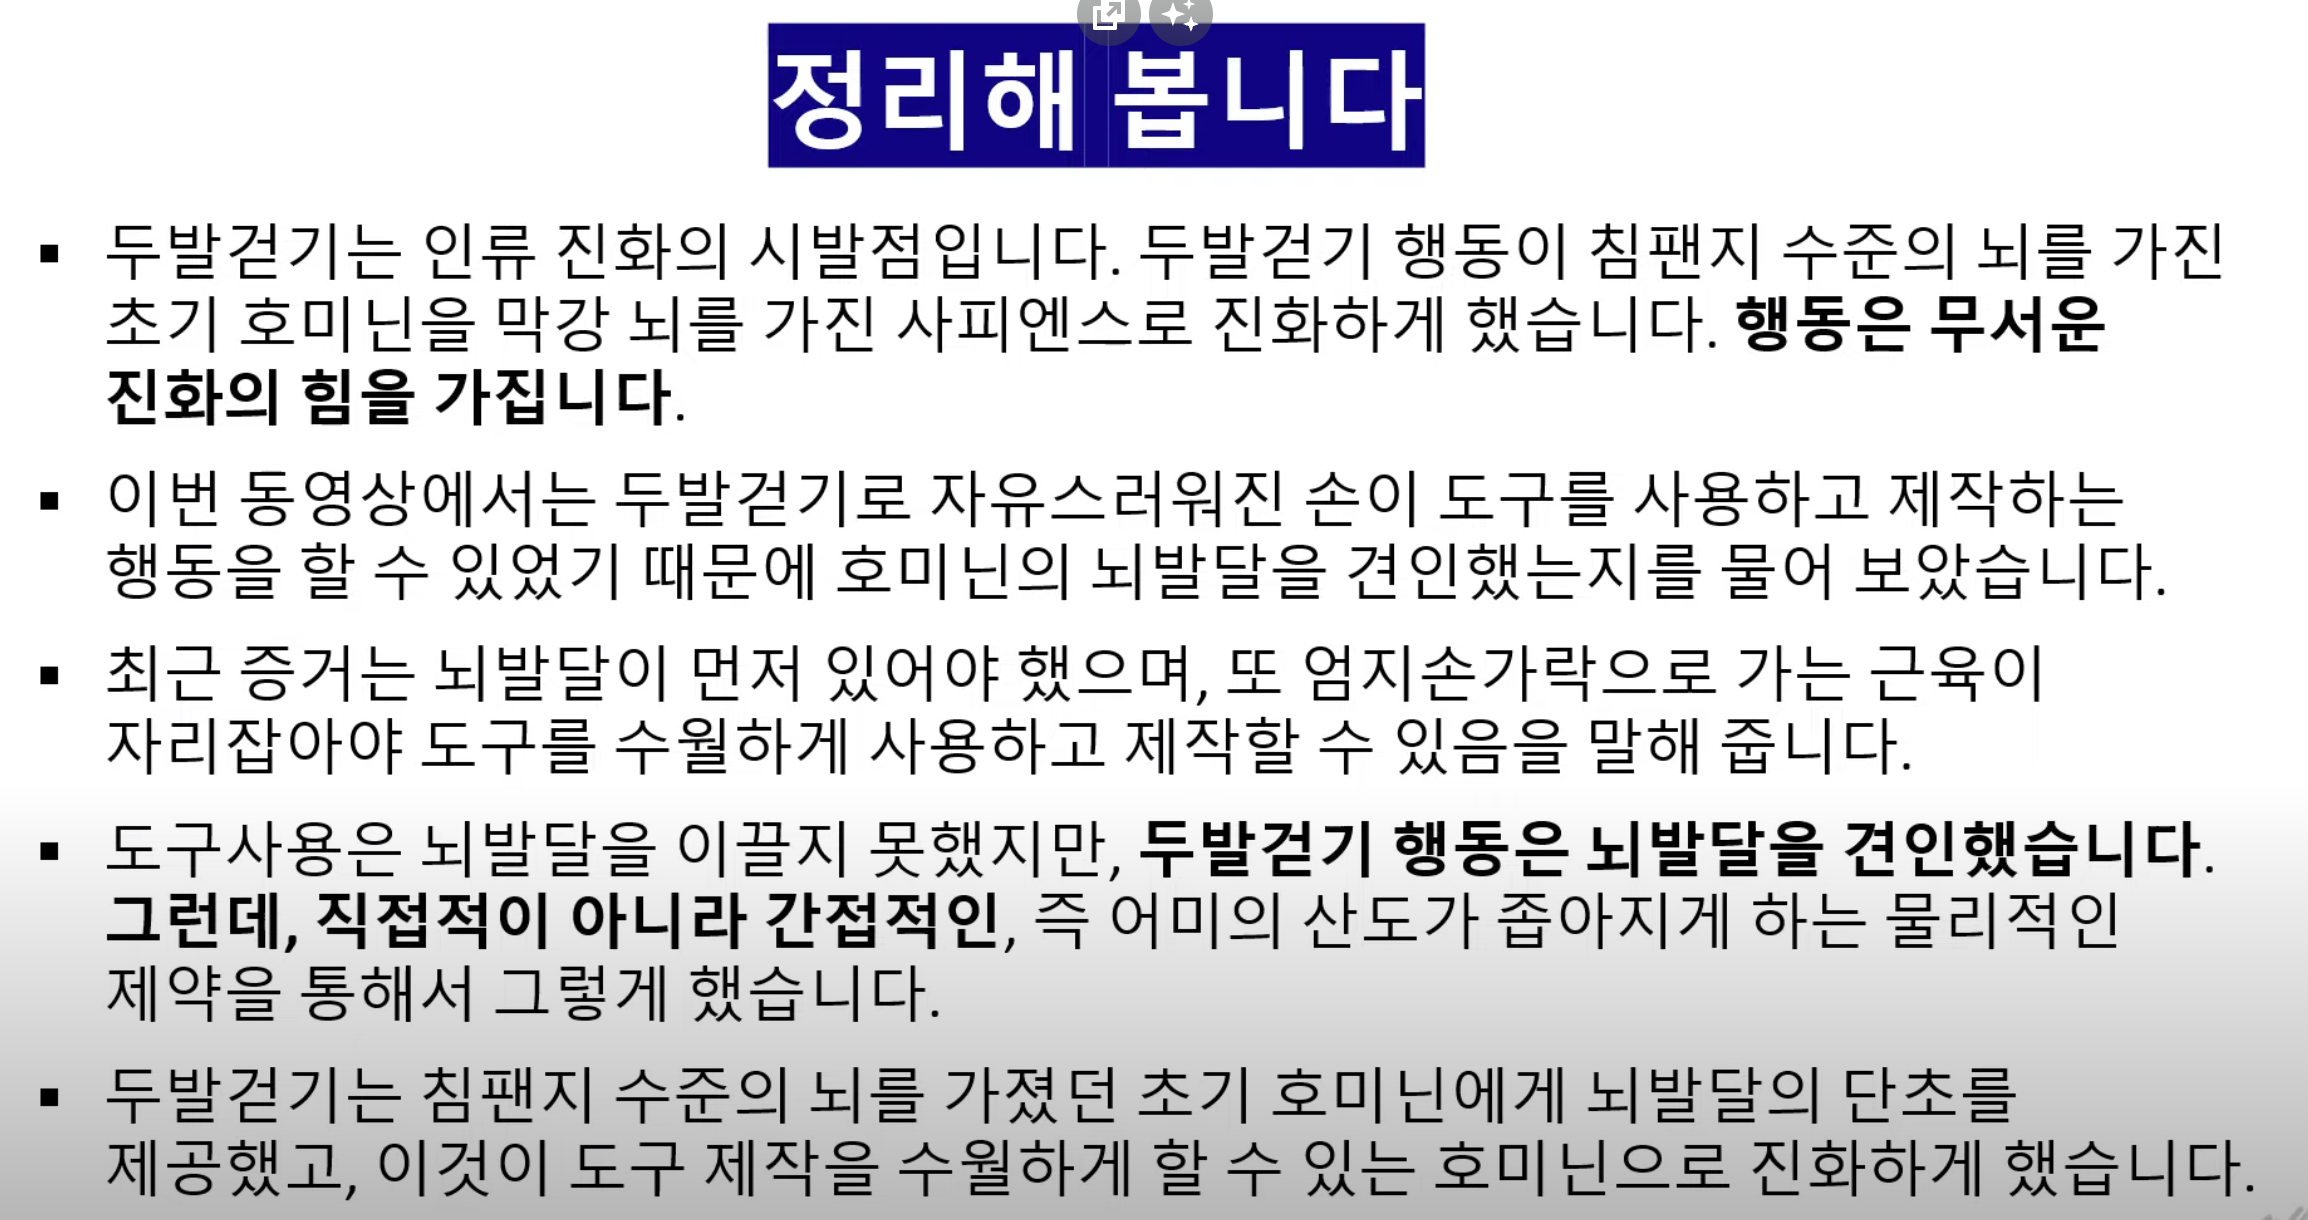 정리해 봅니다
▪ 두발걷기는 인류 진화의 시발점입니다. 두발걷기 행동이 침팬지 수준의 뇌를 가진
초기 호미닌을 막강 뇌를 가진 사피엔스로 진화하게 했습니다. 행동은 무서운
진화의 힘을 가집니다.
▪ 이번 동영상에서는 두발걷기로 자유스러워진 손이 도구를 사용하고 제작하는
행동을 할 수 있었기 때문에 호미닌의 뇌발달을 견인했는지를 물어 보았습니다.
▪ 최근 증거는 뇌발달이 먼저 있어야 했으며, 또 엄지손가락으로 가는 근육이
자리잡아야 도구를 수월하게 사용하고 제작할 수 있음을 말해 줍니다.
▪ 도구사용은 뇌발달을 이끌지 못했지만, 두발걷기 행동은 뇌발달을 견인했습니다.
그런데, 직접적이 아니라 간접적인, 즉 어미의 산도가 좁아지게 하는 물리적인
제약을 통해서 그렇게 했습니다.
▪ 두발걷기는 침팬지 수준의 뇌를 가졌던 초기 호미닌에게 뇌발달의 단초를
제공했고, 이것이 도구 제작을 수월하게 할 수 있는 호미닌으로 진화하게 했습니다.